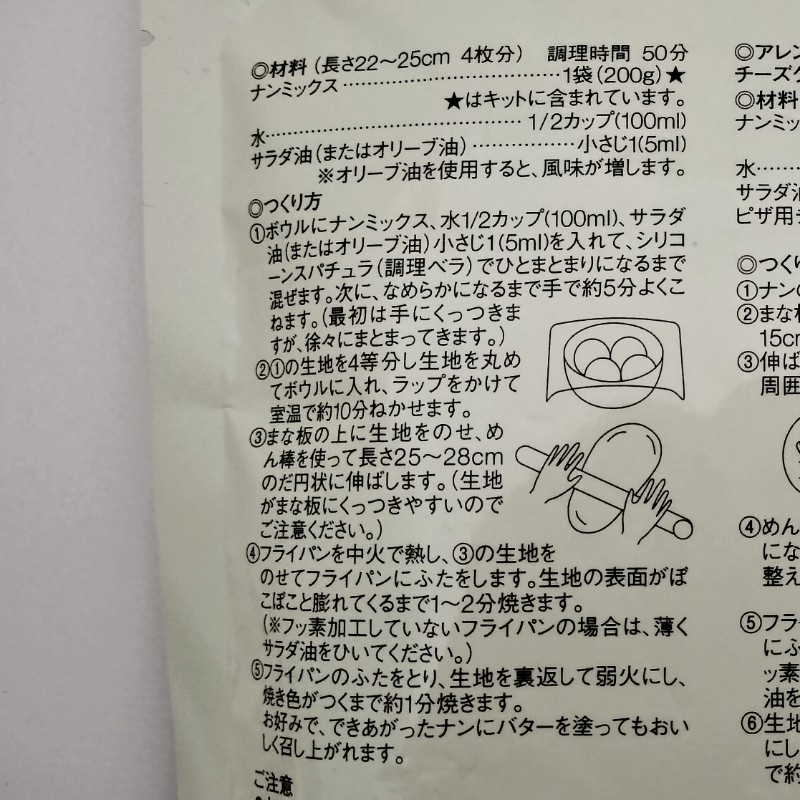 ◎材料（長さ22〜25cm 4枚分） 調理時間 50分
ナンミックス……………………………1袋(200g)★
★はキットに含まれています。
水…………………………………1/2カップ(100ml)
サラダ油(またはオリーブ油)……………小さじ1(5ml)
※オリーブ油を使用すると、風味が増します。
◎つくり方
①ボウルにナンミックス、水1/2カップ(100ml)、サラダ
油(またはオリーブ油)小さじ1(5ml)を入れて、シリコ
ーンスパチュラ(調理ベラ)でひとまとまりになるまで
混ぜます。次に、なめらかになるまで手で約5分よくこ
ねます。(最初は手にくっつきま
すが、徐々にまとまってきます。)
②①の生地を4等分し生地を丸め
てボウルに入れ、ラップをかけて
室温で約10分ねかせます。
③まな板の上に生地をのせ、め
ん棒を使って長さ25〜28cm
のだ円状に伸ばします。(生地
がまな板にくっつきやすいので
ご注意ください。)
④フライパンを中火で熱し、③の生地を
のせてフライパンにふたをします。生地の表面がぼ
こぼこと膨れてくるまで1〜2分焼きます。
(※フッ素加工していないフライパンの場合は、薄く
サラダ油をひいてください。)
⑤フライパンのふたをとり、生地を裏返して弱火にし、
焼き色がつくまで約1分焼きます。
お好みで、できあがったナンにバターを塗ってもおい
しく召し上がれます。
ご注意
◎アレン
チーズ
◎材料
ナンミッ
水……
サラダ油
ピザ用
◎つくり
①ナンの
②まな板
15cm
③伸ば
周囲
④めん
にな
整え
⑤フラ
にふ
ッ素
油を
⑥生地
にし
で約